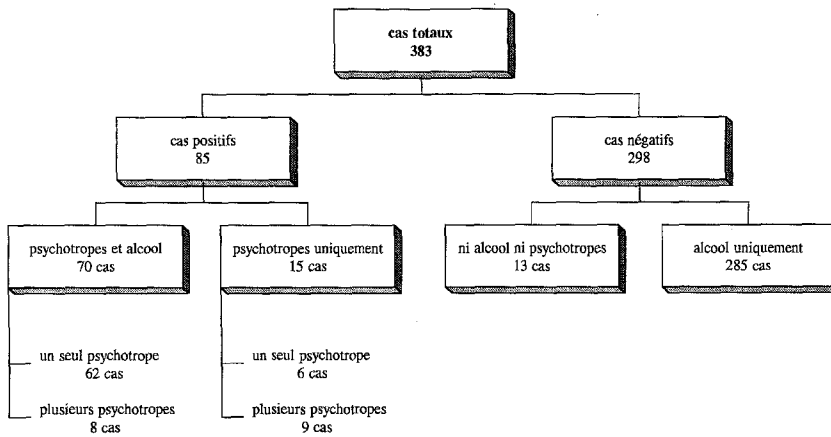 cas totaux
383
cas positifs
85
cas négatifs
298
psychotropes et alcool
70 cas
psychotropes uniquement
15 cas
ni alcool ni psychotropes
13 cas
alcool uniquement
285 cas
un seul psychotrope
62 cas
plusieurs psychotropes
8 cas
un seul psychotrope
6 cas
plusieurs psychotropes
9 cas